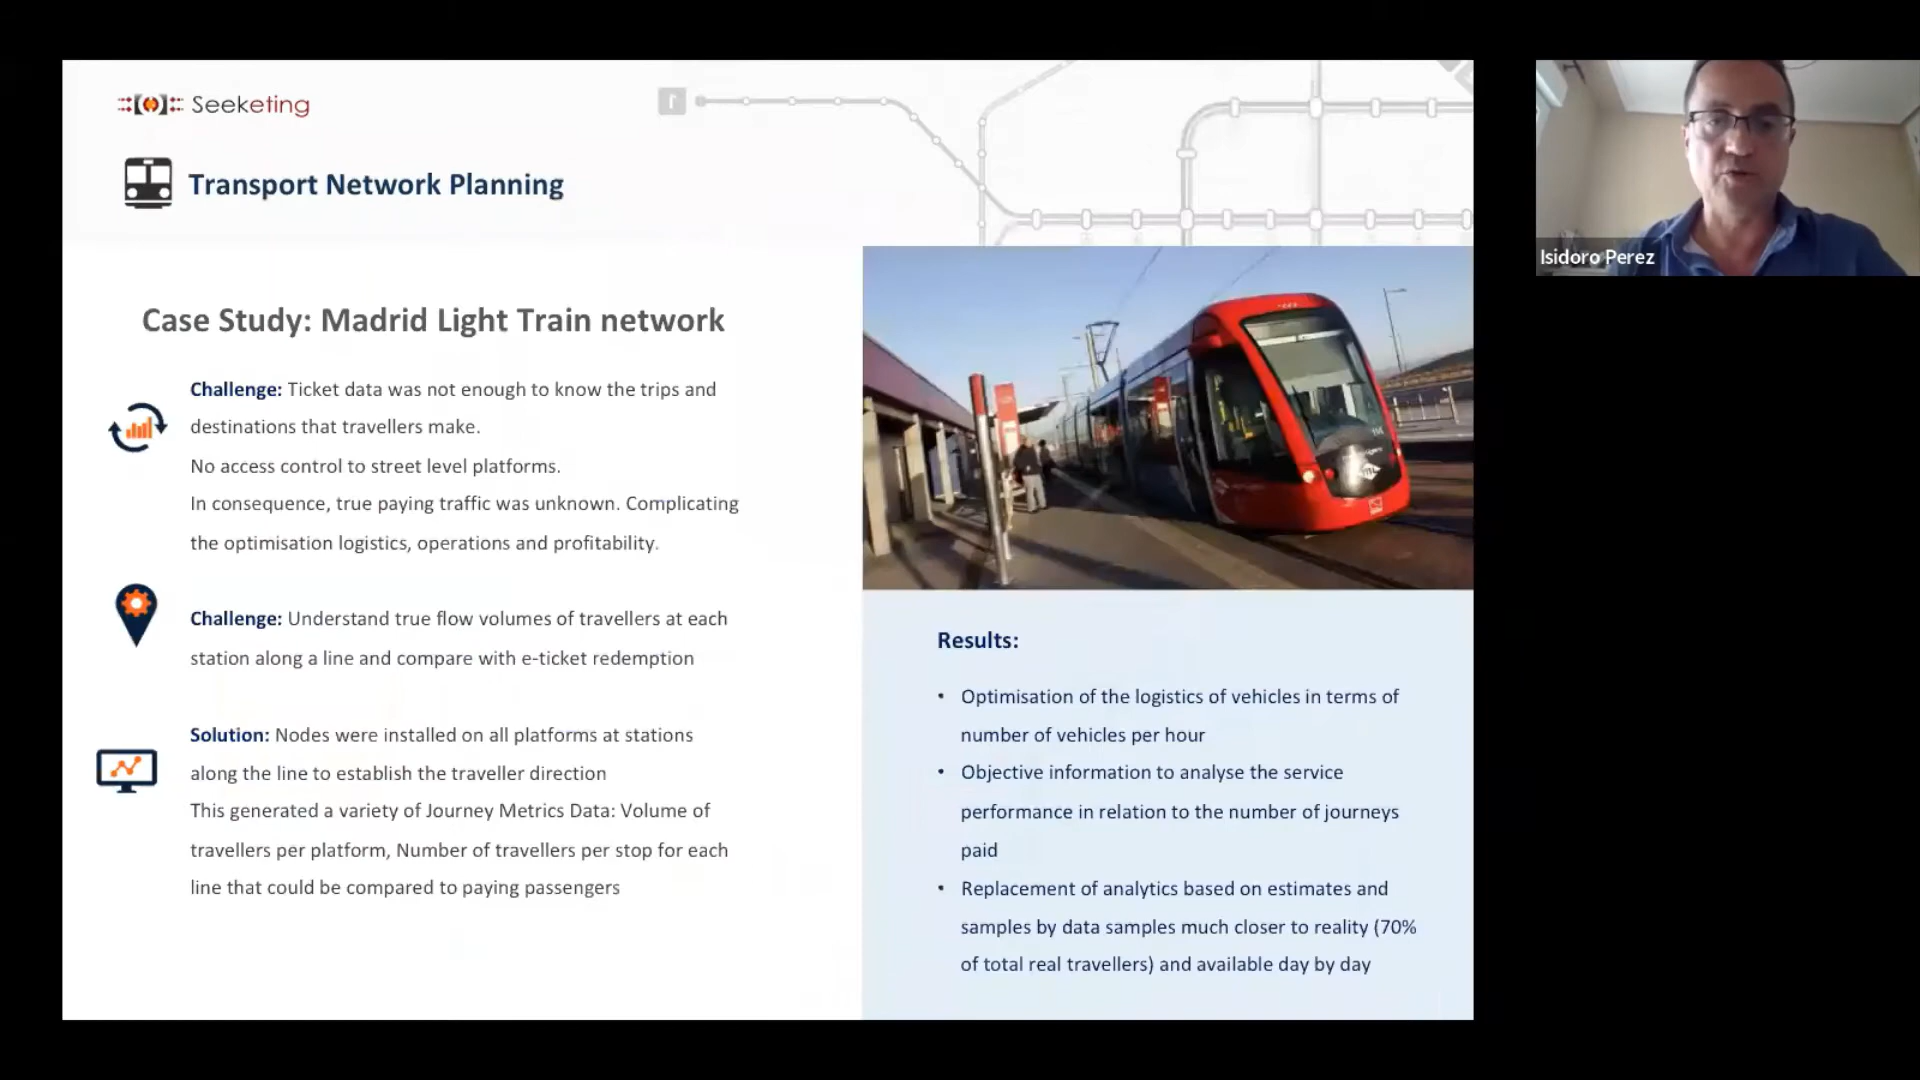 Seeketing
Transport Network Planning
Case Study: Madrid Light Train network
Challenge: Ticket data was not enough to know the trips and
destinations that travellers make.
No access control to street level platforms.
In consequence, true paying traffic was unknown. Complicating
the optimisation logistics, operations and profitability.
Challenge: Understand true flow volumes of travellers at each
station along a line and compare with e-ticket redemption
Solution: Nodes were installed on all platforms at stations
along the line to establish the traveller direction
This generated a variety of Journey Metrics Data: Volume of
travellers per platform, Number of travellers per stop for each
line that could be compared to paying passengers
Results:
• Optimisation of the logistics of vehicles in terms of
number of vehicles per hour
• Objective information to analyse the service
performance in relation to the number of journeys
paid
• Replacement of analytics based on estimates and
samples by data samples much closer to reality (70%
of total real travellers) and available day by day
Isidoro Perez